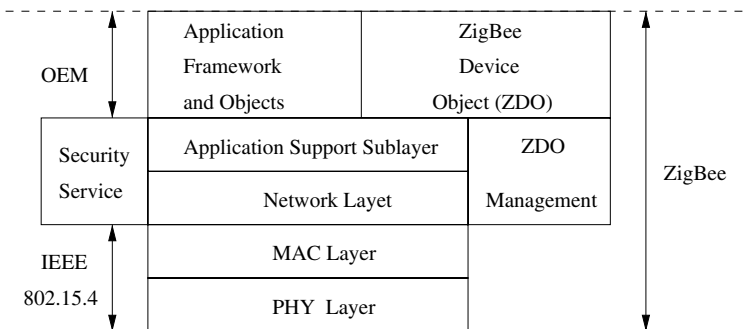 Application
Framework
and Objects
ZigBee
Device
Object (ZDO)
OEM
Security
Service
Application Support Sublayer
Network Layet
ZDO
Management
ZigBee
IEEE
802.15.4
MAC Layer
PHY Layer